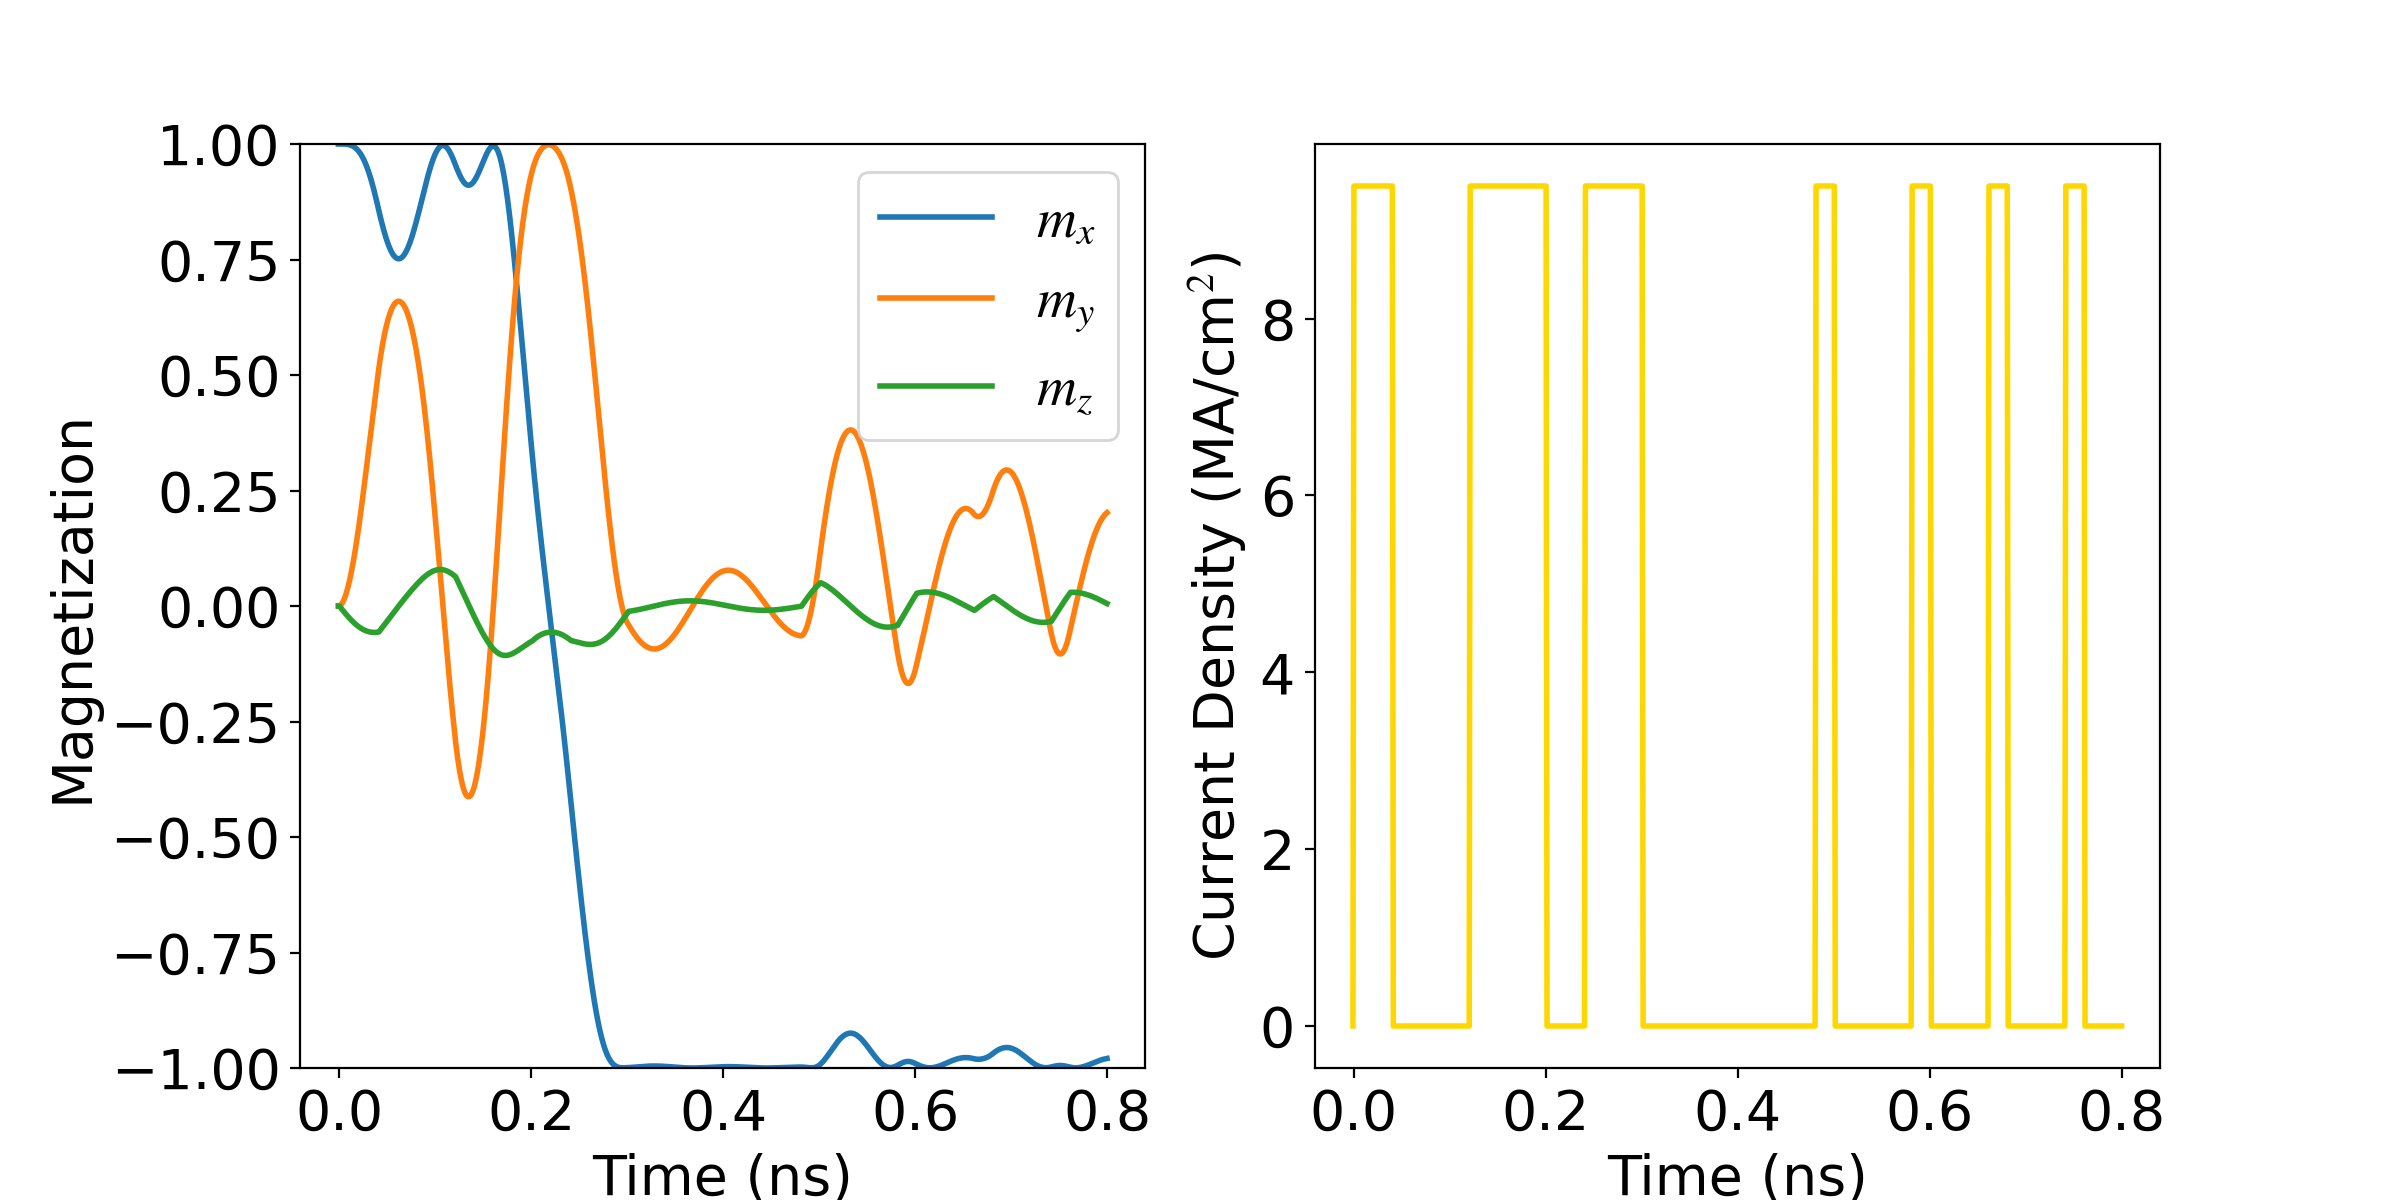 1.00
0.75
0.50
0.25
0.00
−0.25
−0.50
−0.75
−1.00
Magnetization
0.0 0.2 0.4 0.6 0.8
Time (ns)
m_x
m_y
m_z
8
6
4
2
0
Current Density (MA/cm²)
0.0 0.2 0.4 0.6 0.8
Time (ns)